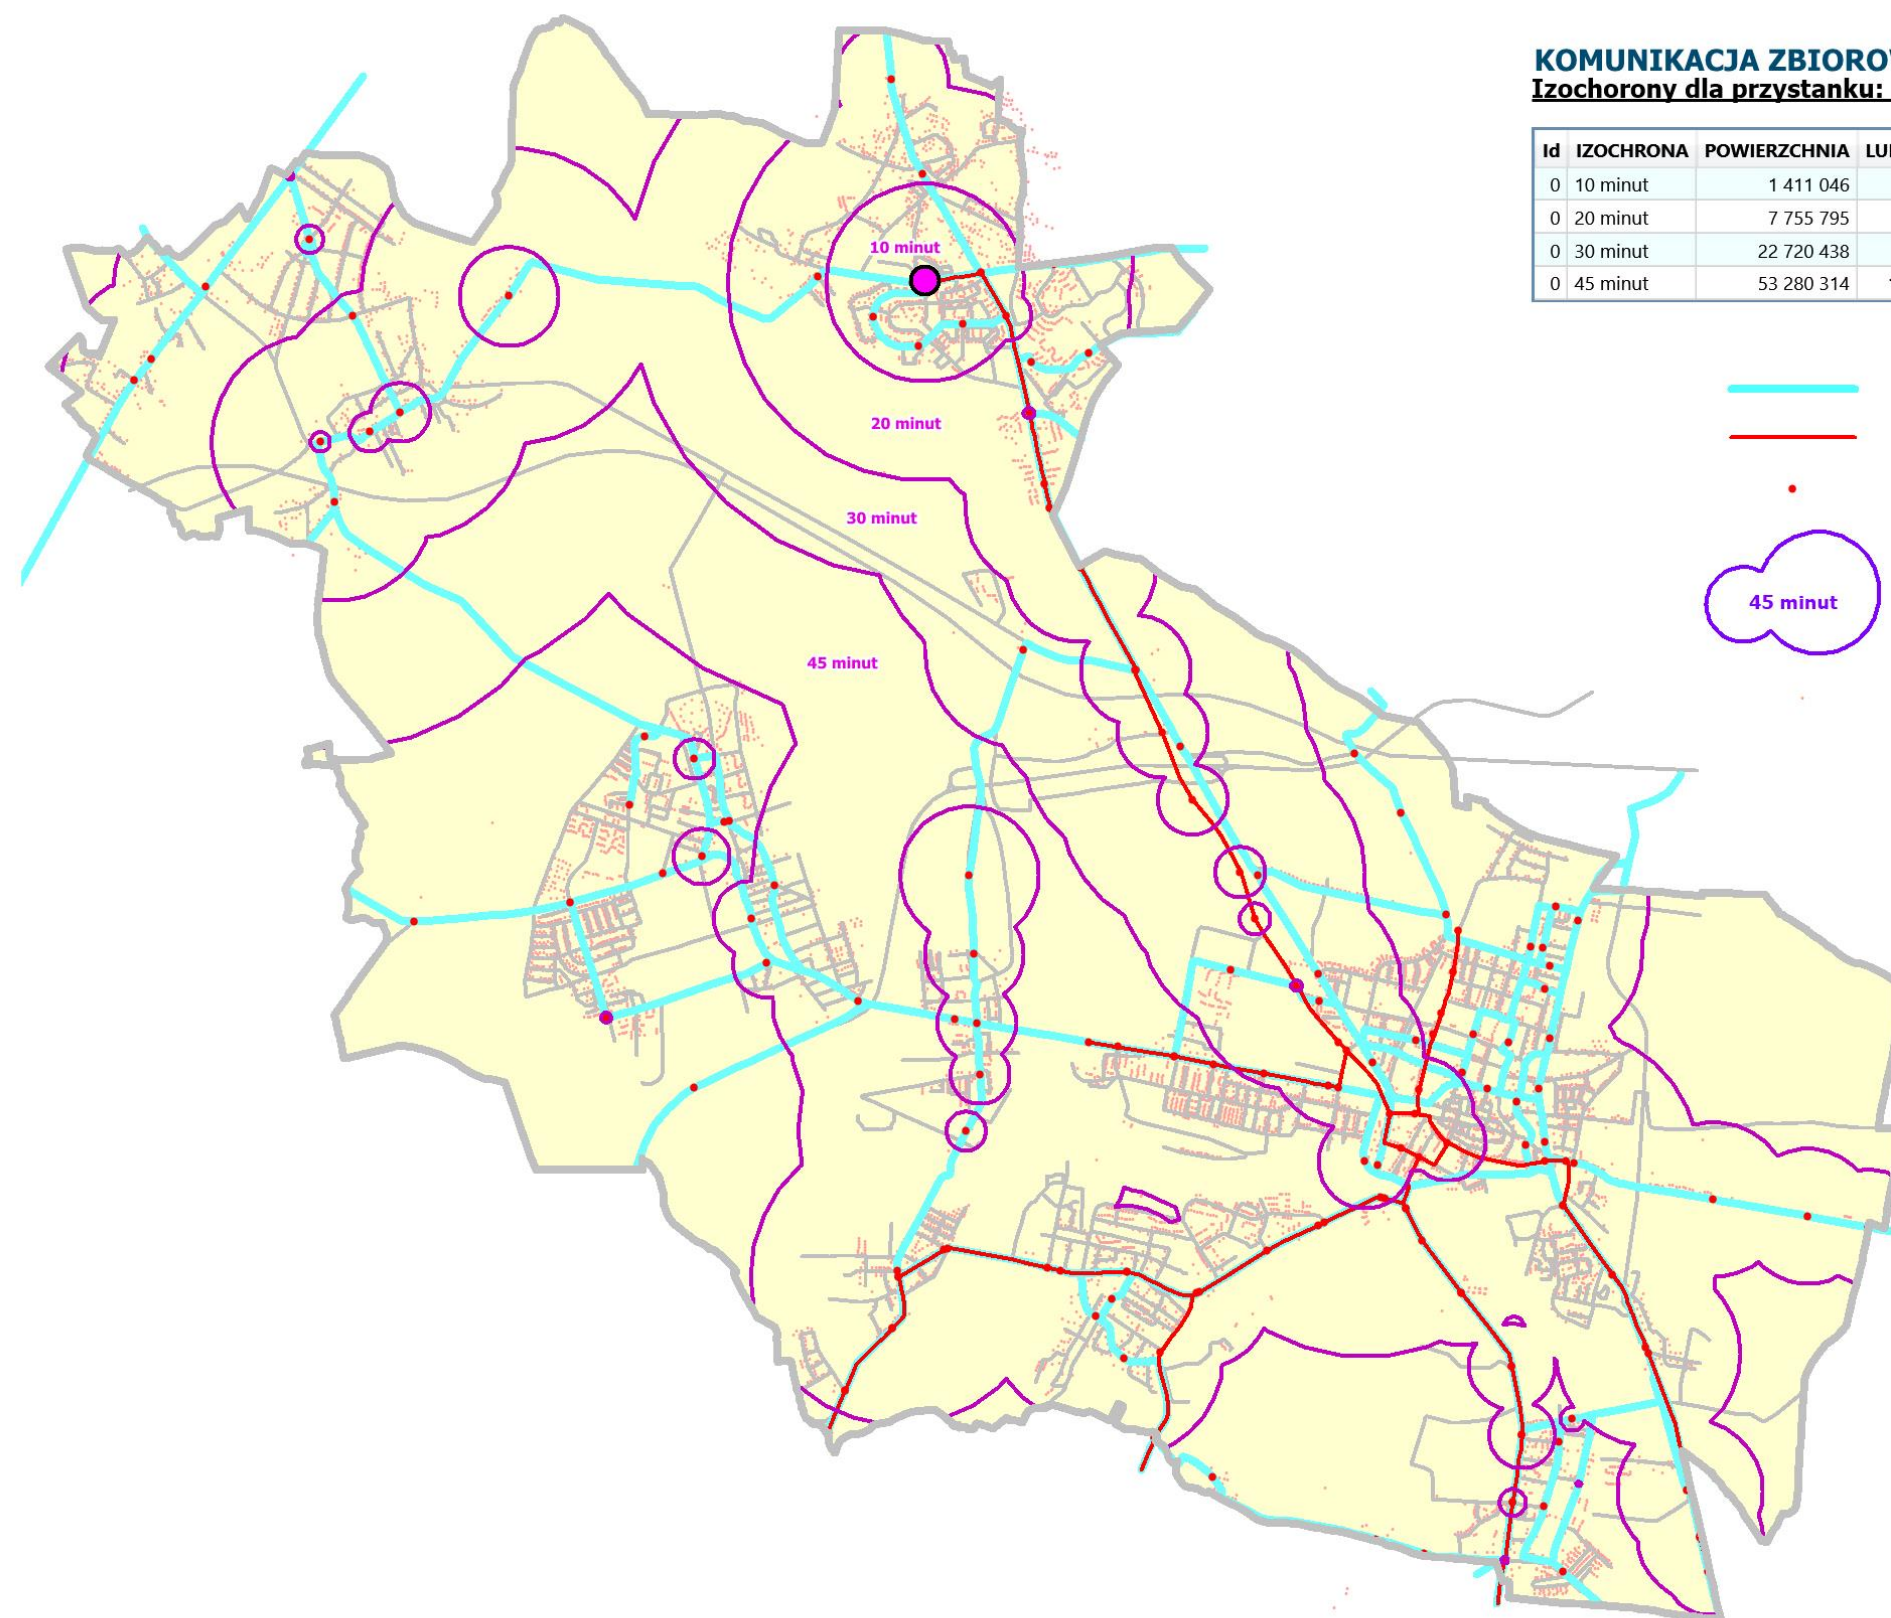 KOMUNIKACJA ZBIORO
Izochorony dla przystanku:
Id IZOCHRONA POWIERZCHNIA
0 10 minut 1 411 046
0 20 minut 7 755 795
0 30 minut 22 720 438
0 45 minut 53 280 314
10 minut
20 minut
30 minut
45 minut
45 minut